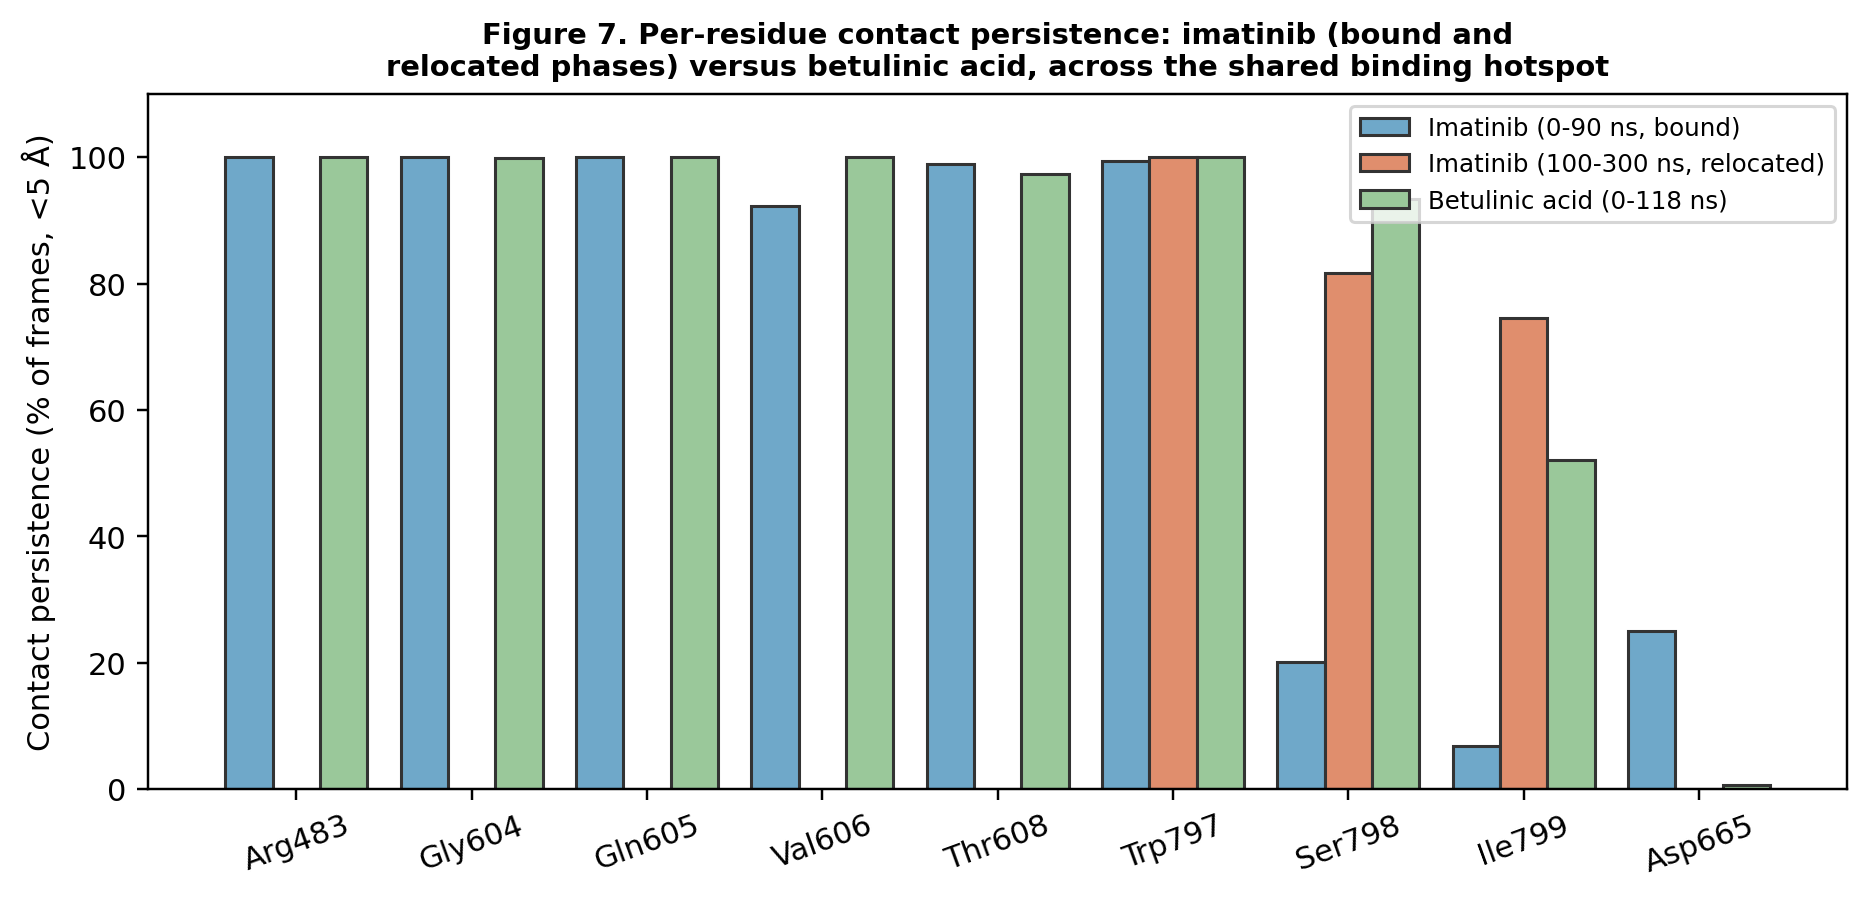 Figure 7. Per-residue contact persistence: imatinib (bound and
relocated phases) versus betulinic acid, across the shared binding hotspot
Contact persistence (% of frames, <5 Å)
100
80
60
40
20
0
Imatinib (0-90 ns, bound)
Imatinib (100-300 ns, relocated)
Betulinic acid (0-118 ns)
Arg483
Gly604
Gln605
Val606
Thr608
Trp797
Ser798
Ile799
Asp665